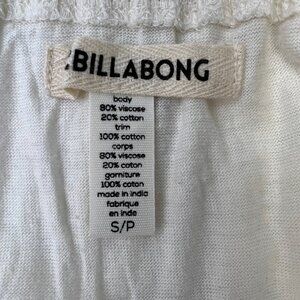 BILLABONG
body
80% viscose
20% cotton
trim
100% cotton
corps
80% viscose
20% coton
garniture
100% coton
made in india
fabrique
en inde
S/P